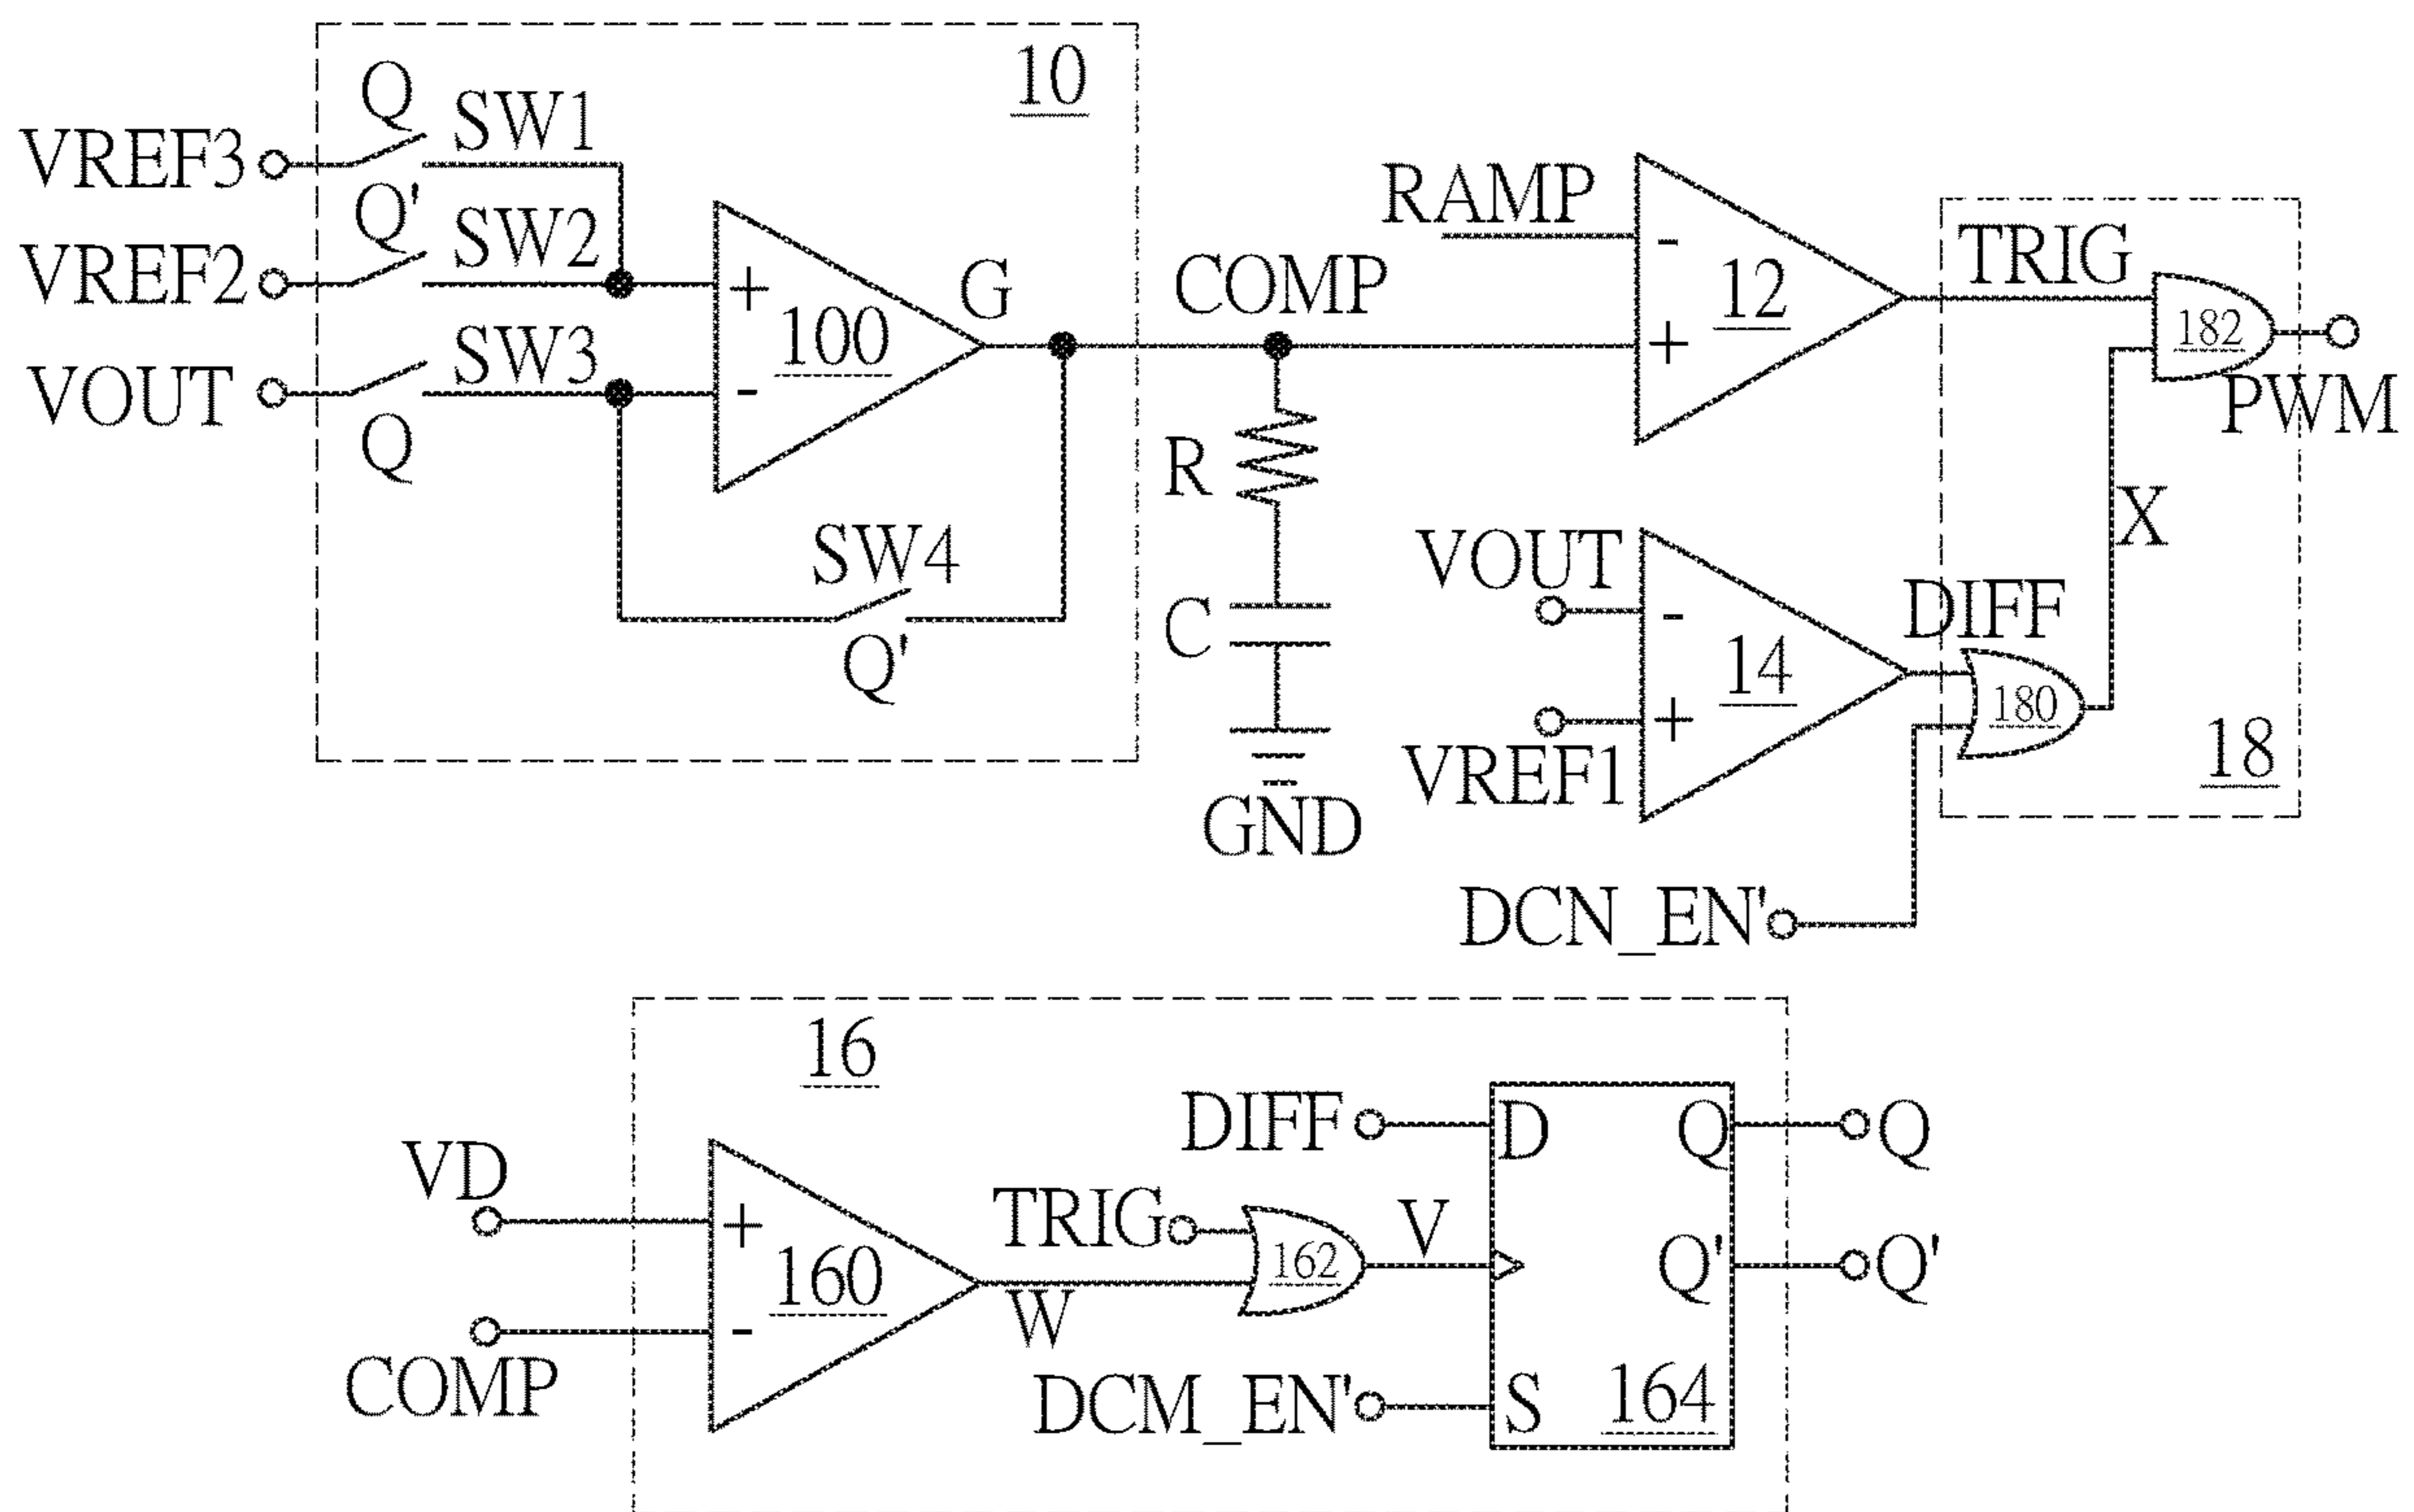 10
Q
SW1
VREF3
Q'
SW2
VREF2
SW3
VOUT
Q
+
100
-
G
COMP
SW4
Q'
R
C
GND
RAMP
-
12
+
TRIG
182
PWM
X
VOUT
-
14
+
VREF1
DIFF
180
18
DCN_EN'
16
VD
+
160
-
COMP
W
TRIG
162
V
DIFF
D
Q
Q
Q'
Q'
DCM_EN'
S
164